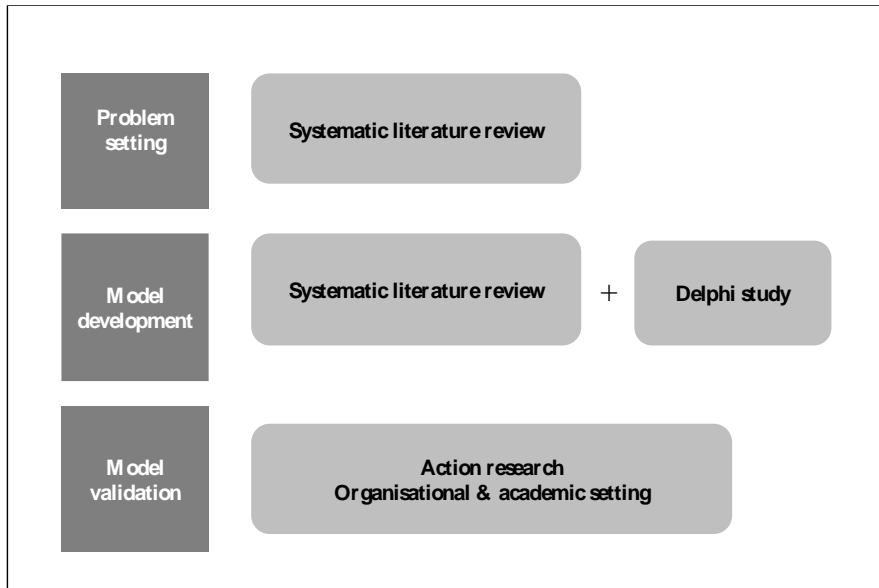 Problem
setting
Systematic literature review
Model
development
Systematic literature review
+
Delphi study
Model
validation
Action research
Organisational & academic setting